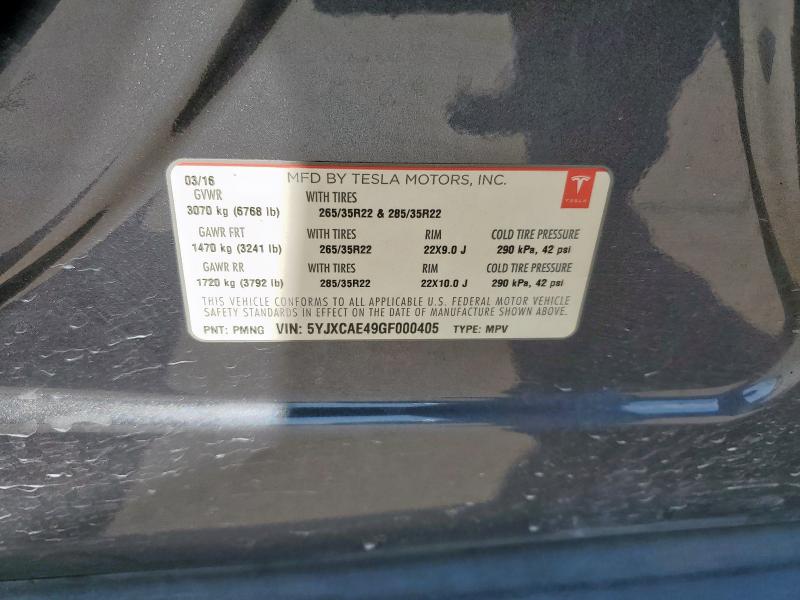 03/16 MFD BY TESLA MOTORS, INC.
GVWR WITH TIRES
3070 kg (6768 lb) 265/35R22 & 285/35R22
GAWR FRT WITH TIRES RIM COLD TIRE PRESSURE
1470 kg (3241 lb) 265/35R22 22X9.0 J 290 kPa, 42 psi
GAWR RR WITH TIRES RIM COLD TIRE PRESSURE
1720 kg (3792 lb) 285/35R22 22X10.0 J 290 kPa, 42 psi
THIS VEHICLE CONFORMS TO ALL APPLICABLE U.S. FEDERAL MOTOR VEHICLE
SAFETY STANDARDS IN EFFECT ON THE DATE OF MANUFACTURE SHOWN ABOVE.
PNT: PMNG VIN: 5YJXCAE49GF000405 TYPE: MPV
TESLA